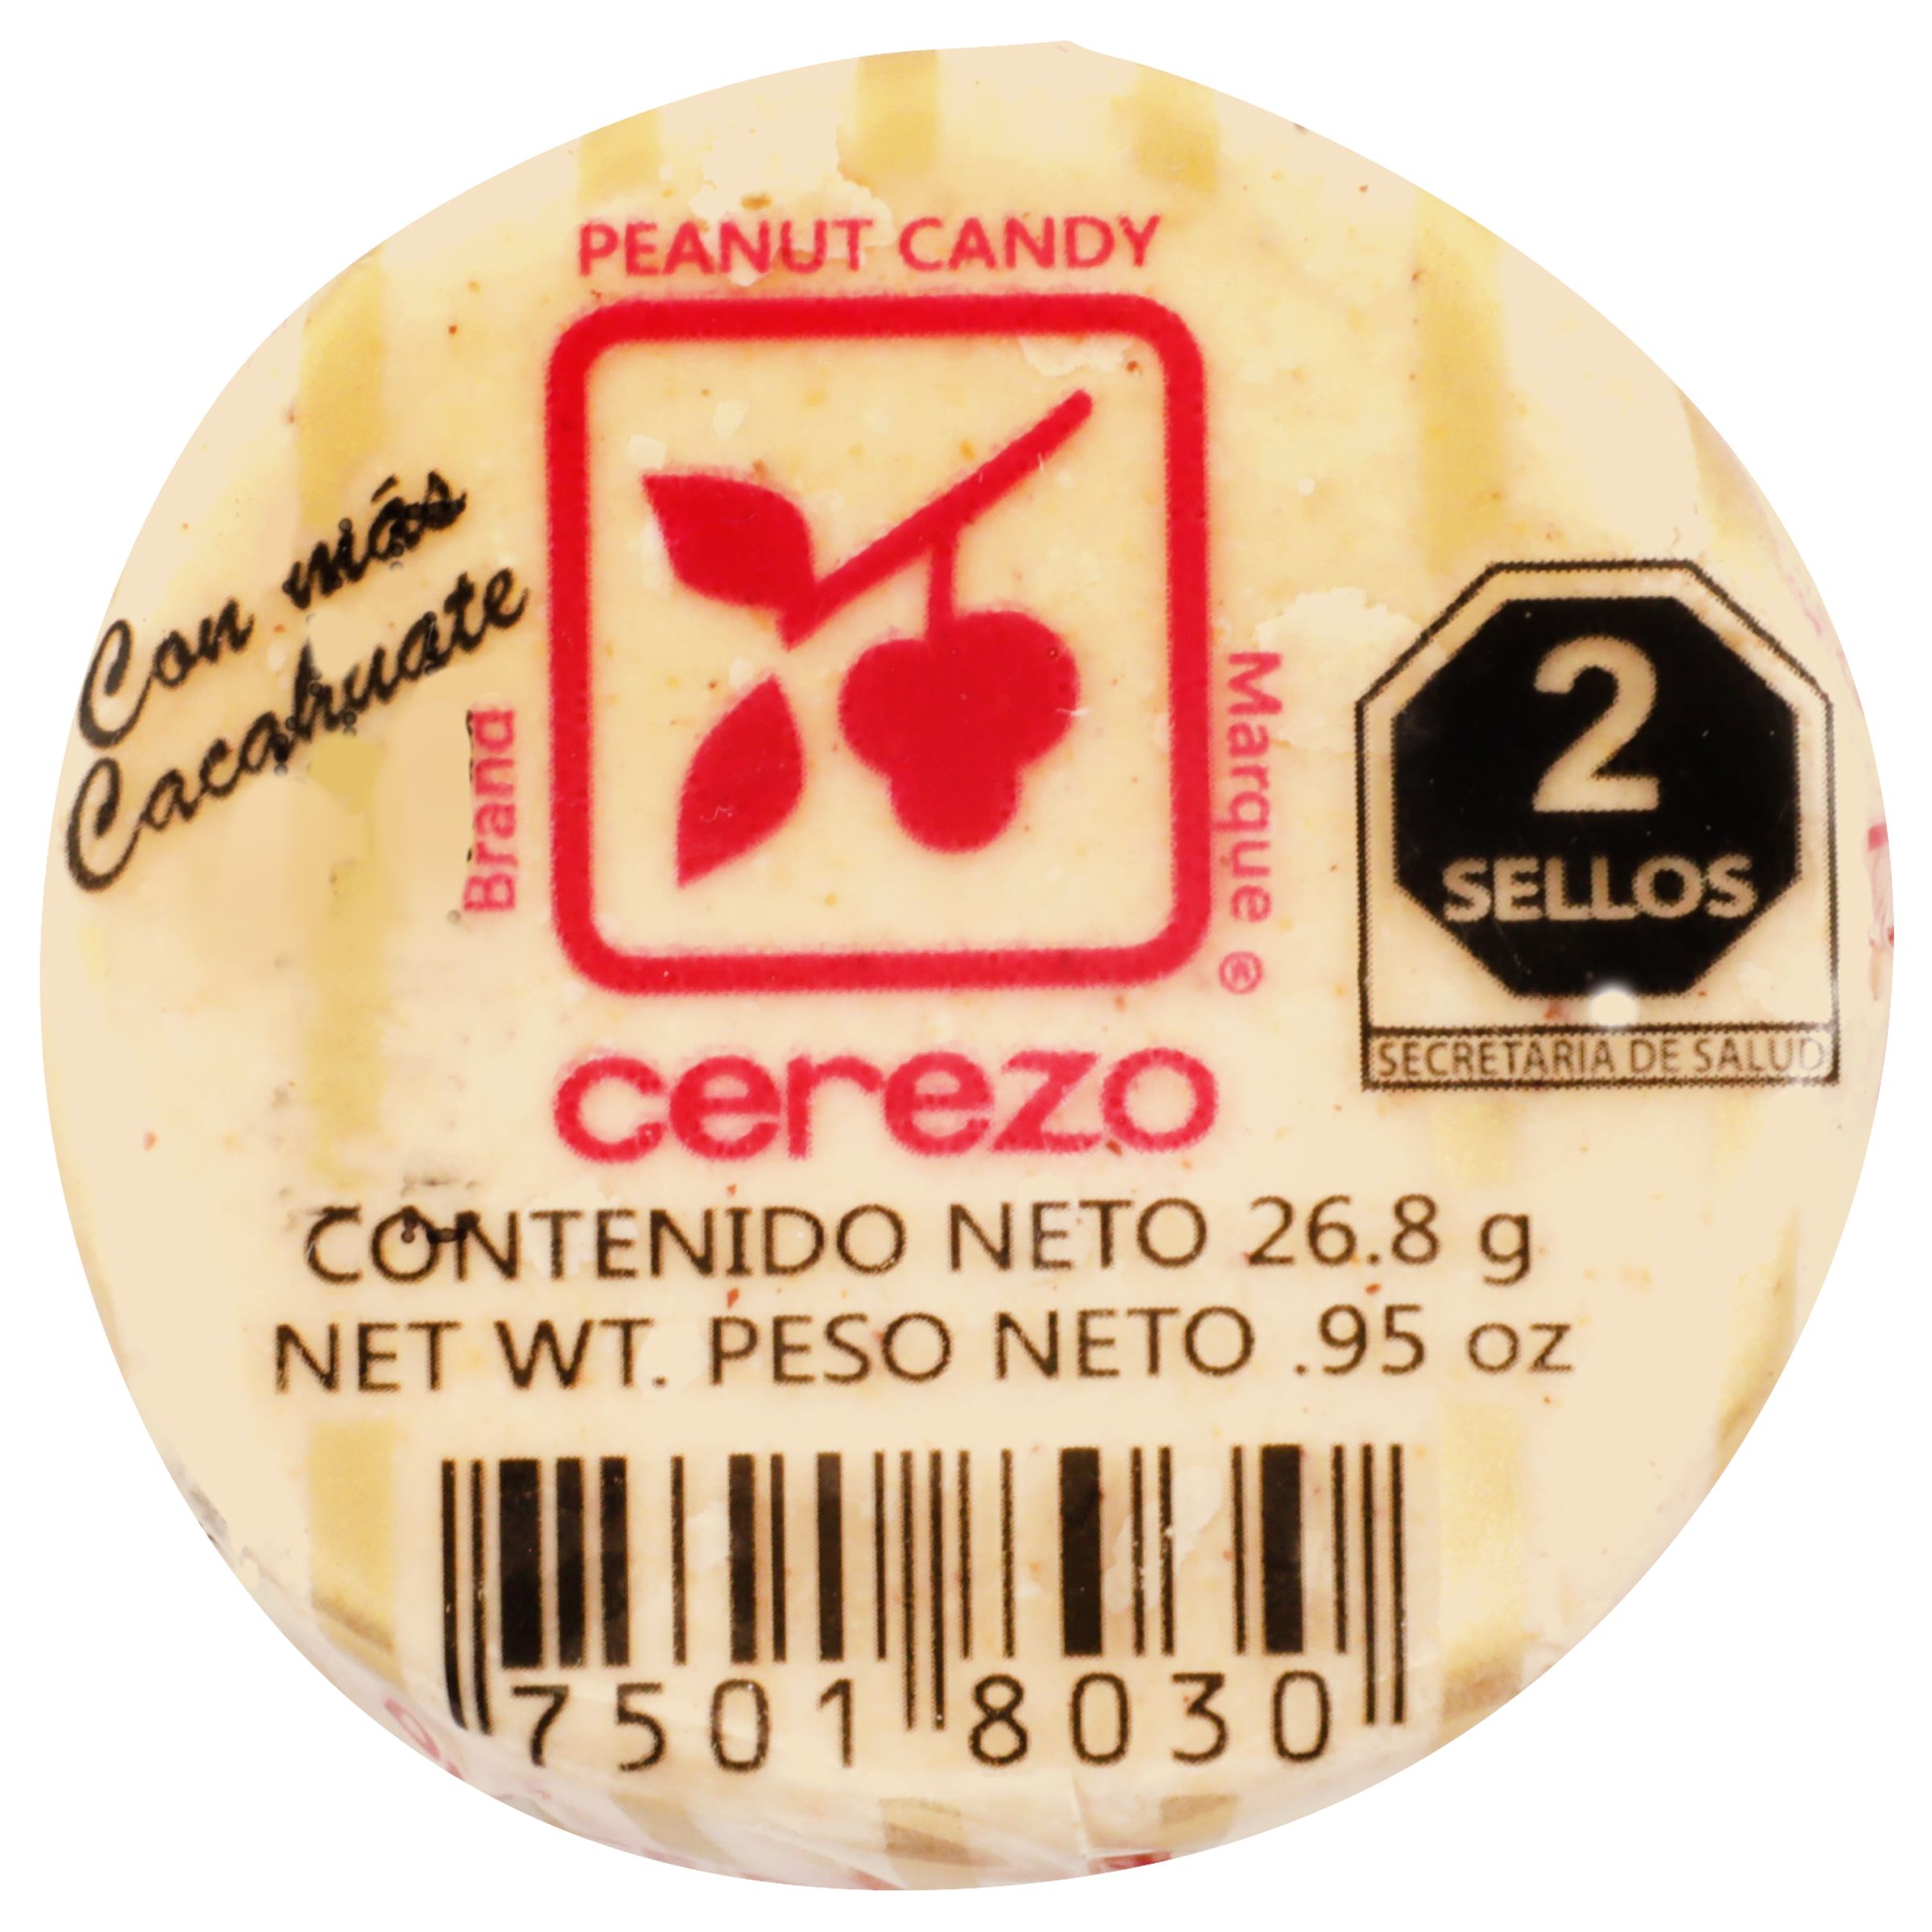 PEANUT CANDY
Con más
Cacahuate
Brand
Marque ®
cerezo
2
SELLOS
SECRETARIA DE SALUD
CONTENIDO NETO 26.8 g
NET WT. PESO NETO .95 oz
7501 8030